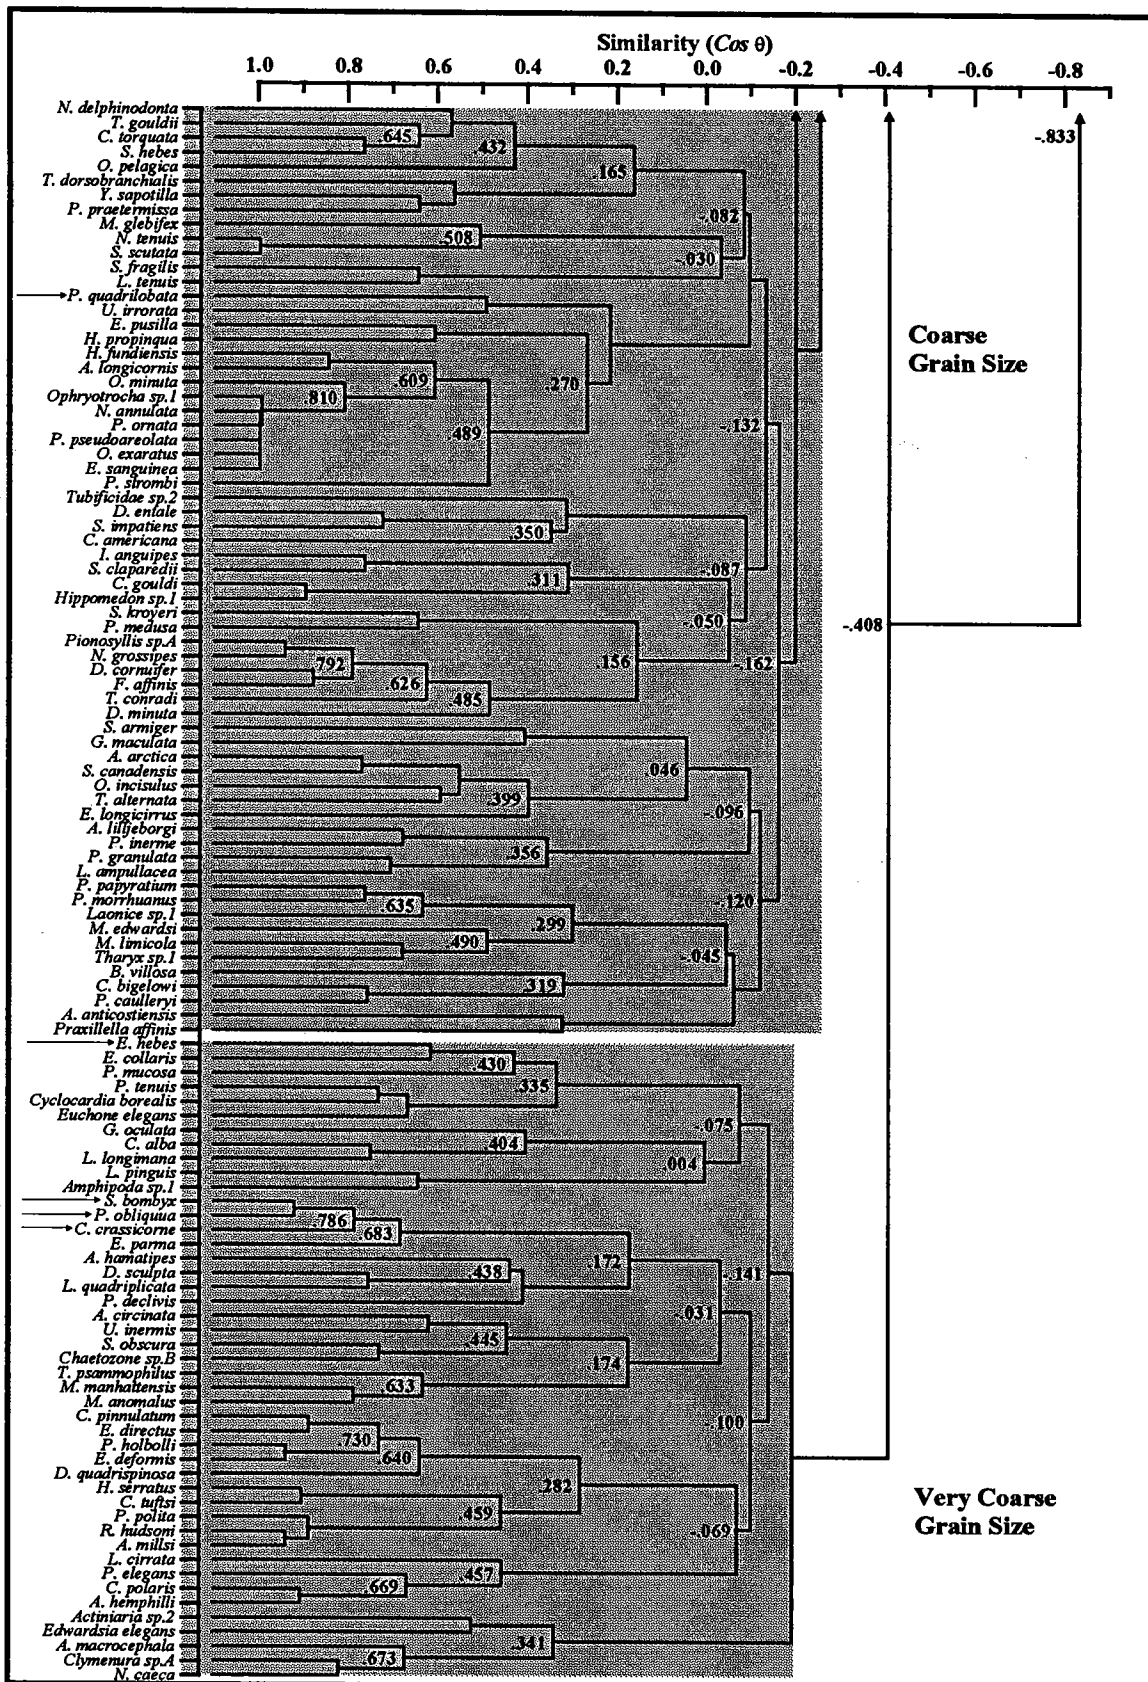 Similarity (Cos θ)
1.0 0.8 0.6 0.4 0.2 0.0 -0.2 -0.4 -0.6 -0.8
N. delphinodonta
T. gouldii
C. torquata
S. hebes
O. pelagica
T. dorsobranchialis
Y. sapotilla
P. praetermissa
M. glebifex
N. tenuis
S. scutata
S. fragilis
L. tenuis
P. quadrilobata
U. irrorata
E. pusilla
H. propinqua
H. fundiensis
A. longicornis
O. minuta
Ophryotrocha sp.1
N. annulata
P. ornata
P. pseudoareolata
O. exaratus
E. sanguinea
P. strombi
Tubificidae sp.2
D. entale
S. impatiens
C. americana
I. anguipes
S. claparedii
C. gouldi
Hippomedon sp.1
S. kroyeri
P. medusa
Pionosyllis sp.A
N. grossipes
D. cornuifer
F. affinis
T. conradi
D. minuta
S. armiger
G. maculata
A. arctica
S. canadensis
O. incisulus
T. alternata
E. longicirrus
A. lilljeborgi
P. inerme
P. granulata
L. ampullacea
P. papyratium
P. morrhuanus
Laonice sp.1
M. edwardsi
M. limicola
Tharyx sp.1
B. villosa
C. bigelowi
P. caulleryi
A. anticostiensis
Praxillella affinis
E. hebes
E. collaris
P. mucosa
P. tenuis
Cyclocardia borealis
Euchone elegans
G. oculata
C. alba
L. longimana
L. pinguis
Amphipoda sp.1
S. bombyx
P. obliquua
C. crassicorne
E. parma
A. hamatipes
D. sculpta
L. quadriplicata
P. declivis
A. circinata
U. inermis
S. obscura
Chaetozone sp.B
T. psammophilus
M. manhattensis
M. anomalus
C. pinnulatum
E. directus
P. holbolli
E. deformis
D. quadrispinosa
H. serratus
C. tuftsi
P. polita
R. hudsoni
A. millsi
L. cirrata
P. elegans
C. polaris
A. hemphilli
Actiniaria sp.2
Edwardsia elegans
A. macrocephala
Clymenura sp.A
N. caeca
.645
.432
.165
-.082
.508
-.030
.609
.810
.270
.489
-.132
.350
-.087
.311
-.050
.156
-.162
.792
.626
.485
.046
.399
-.096
.356
-.120
.635
.299
.490
-.045
.319
.430
.335
-.075
.404
.004
.786
.683
.172
-.141
.438
-.031
.445
.174
.633
-.100
.730
.640
.282
.459
-.069
.457
.669
.341
.673
-.833
-.408
Coarse
Grain Size
Very Coarse
Grain Size